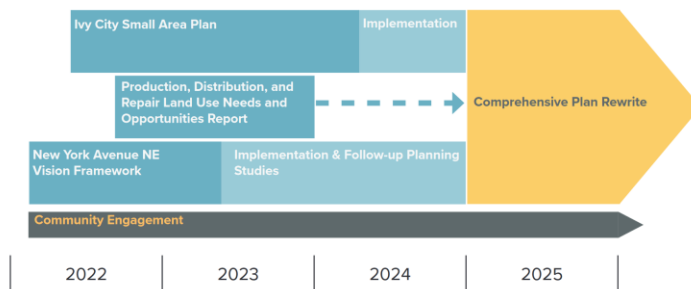 Ivy City Small Area Plan
Implementation
Production, Distribution, and
Repair Land Use Needs and
Opportunities Report
Comprehensive Plan Rewrite
New York Avenue NE
Vision Framework
Implementation & Follow-up Planning
Studies
Community Engagement
2022
2023
2024
2025